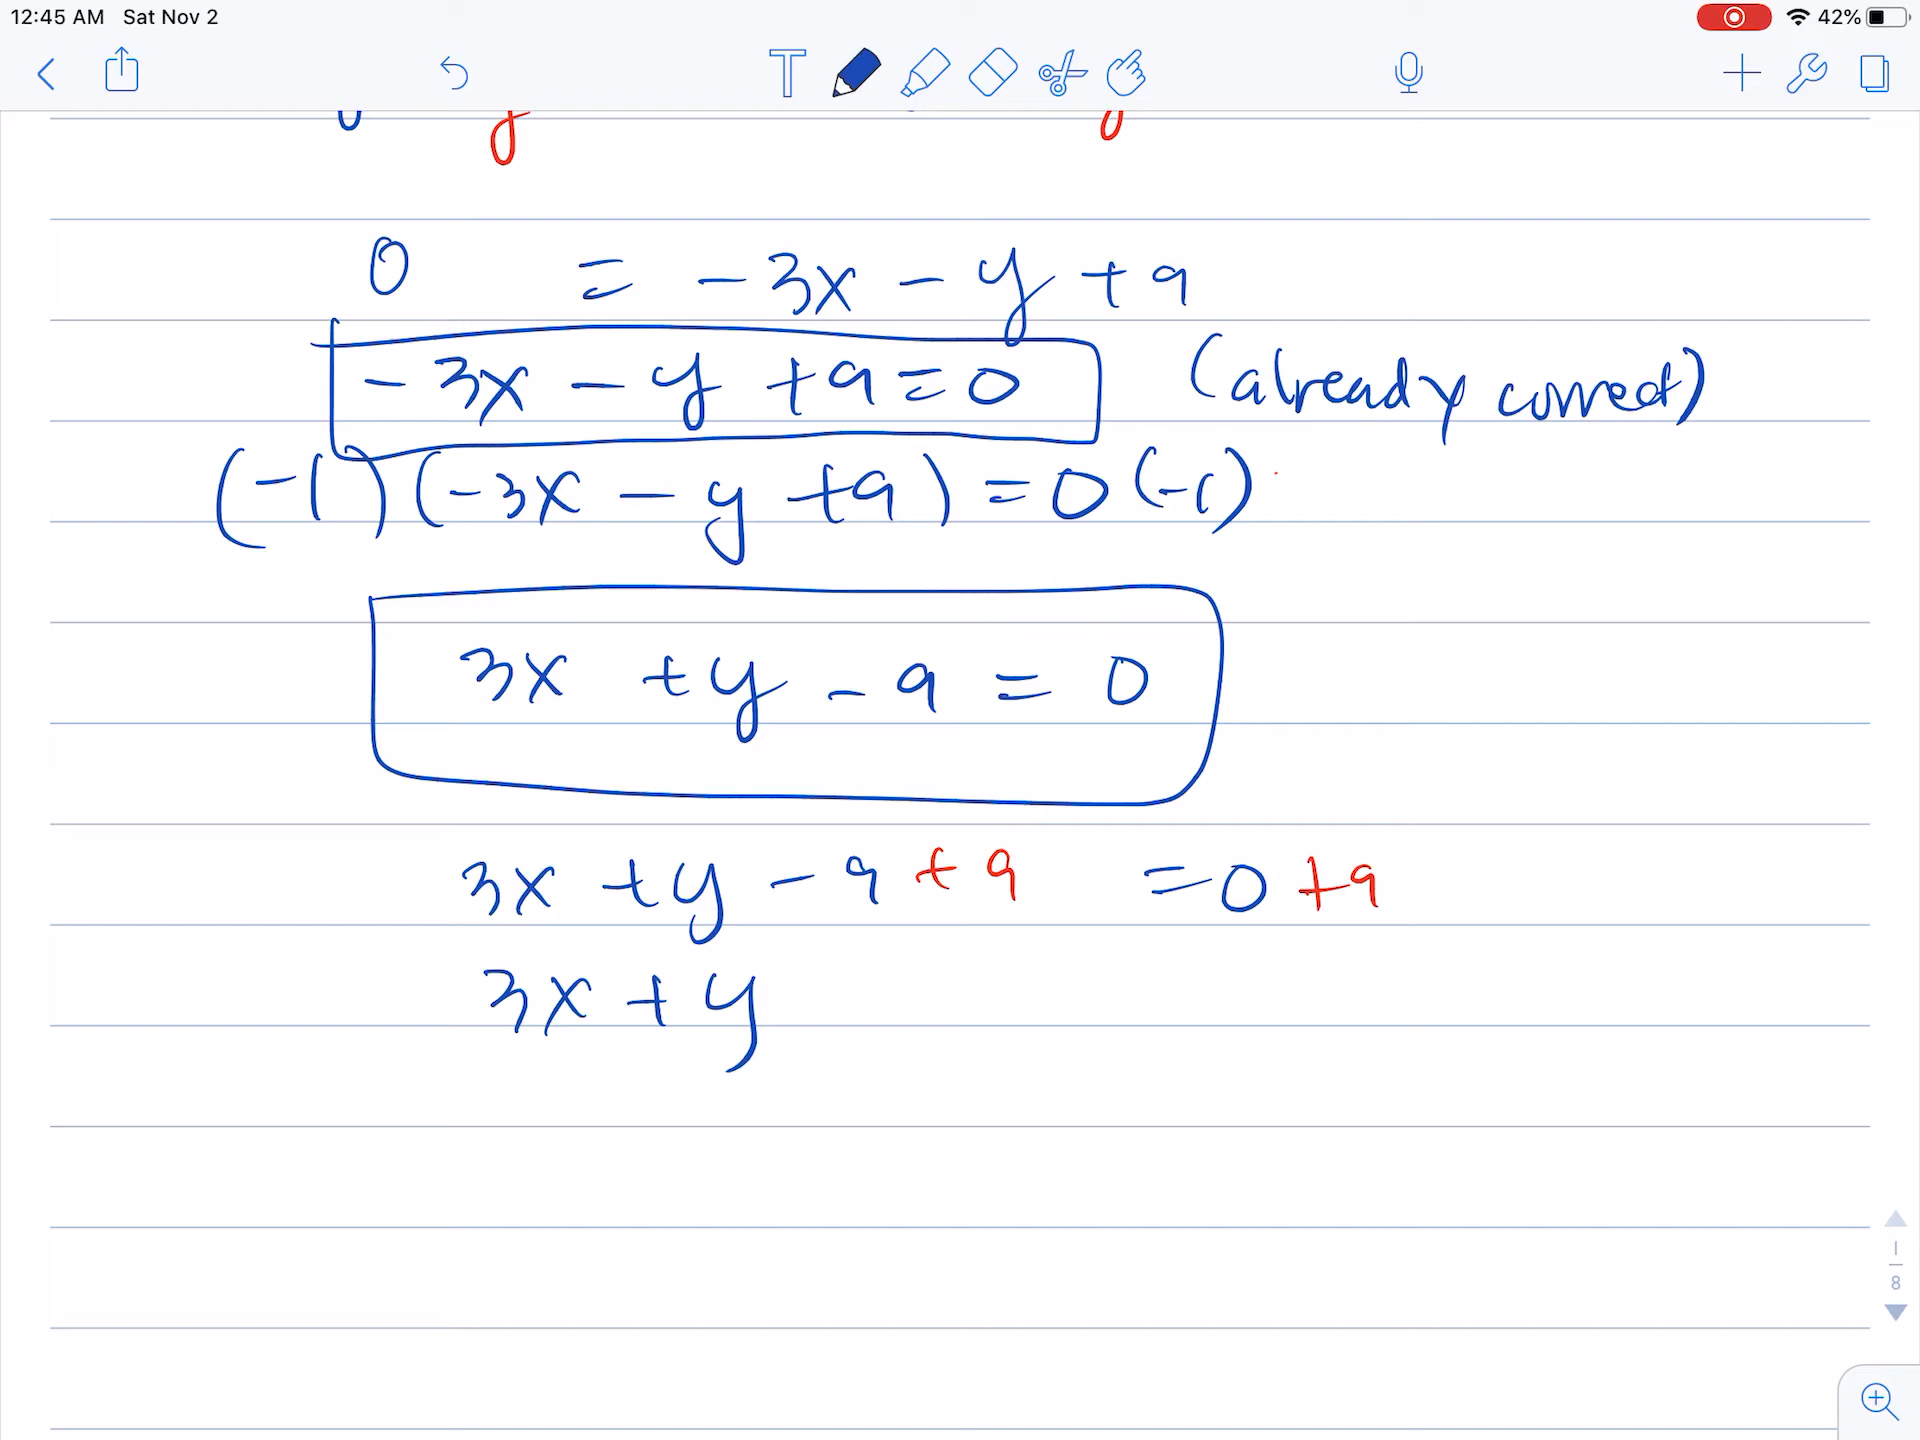 12:45 AM Sat Nov 2 42%
T
y y y
0 = -3x - y + 9
-3x - y + 9 = 0 (already correct)
(-1)(-3x - y + 9) = 0(-1)
3x + y - 9 = 0
3x + y - 9 + 9 = 0 + 9
3x + y
1
8